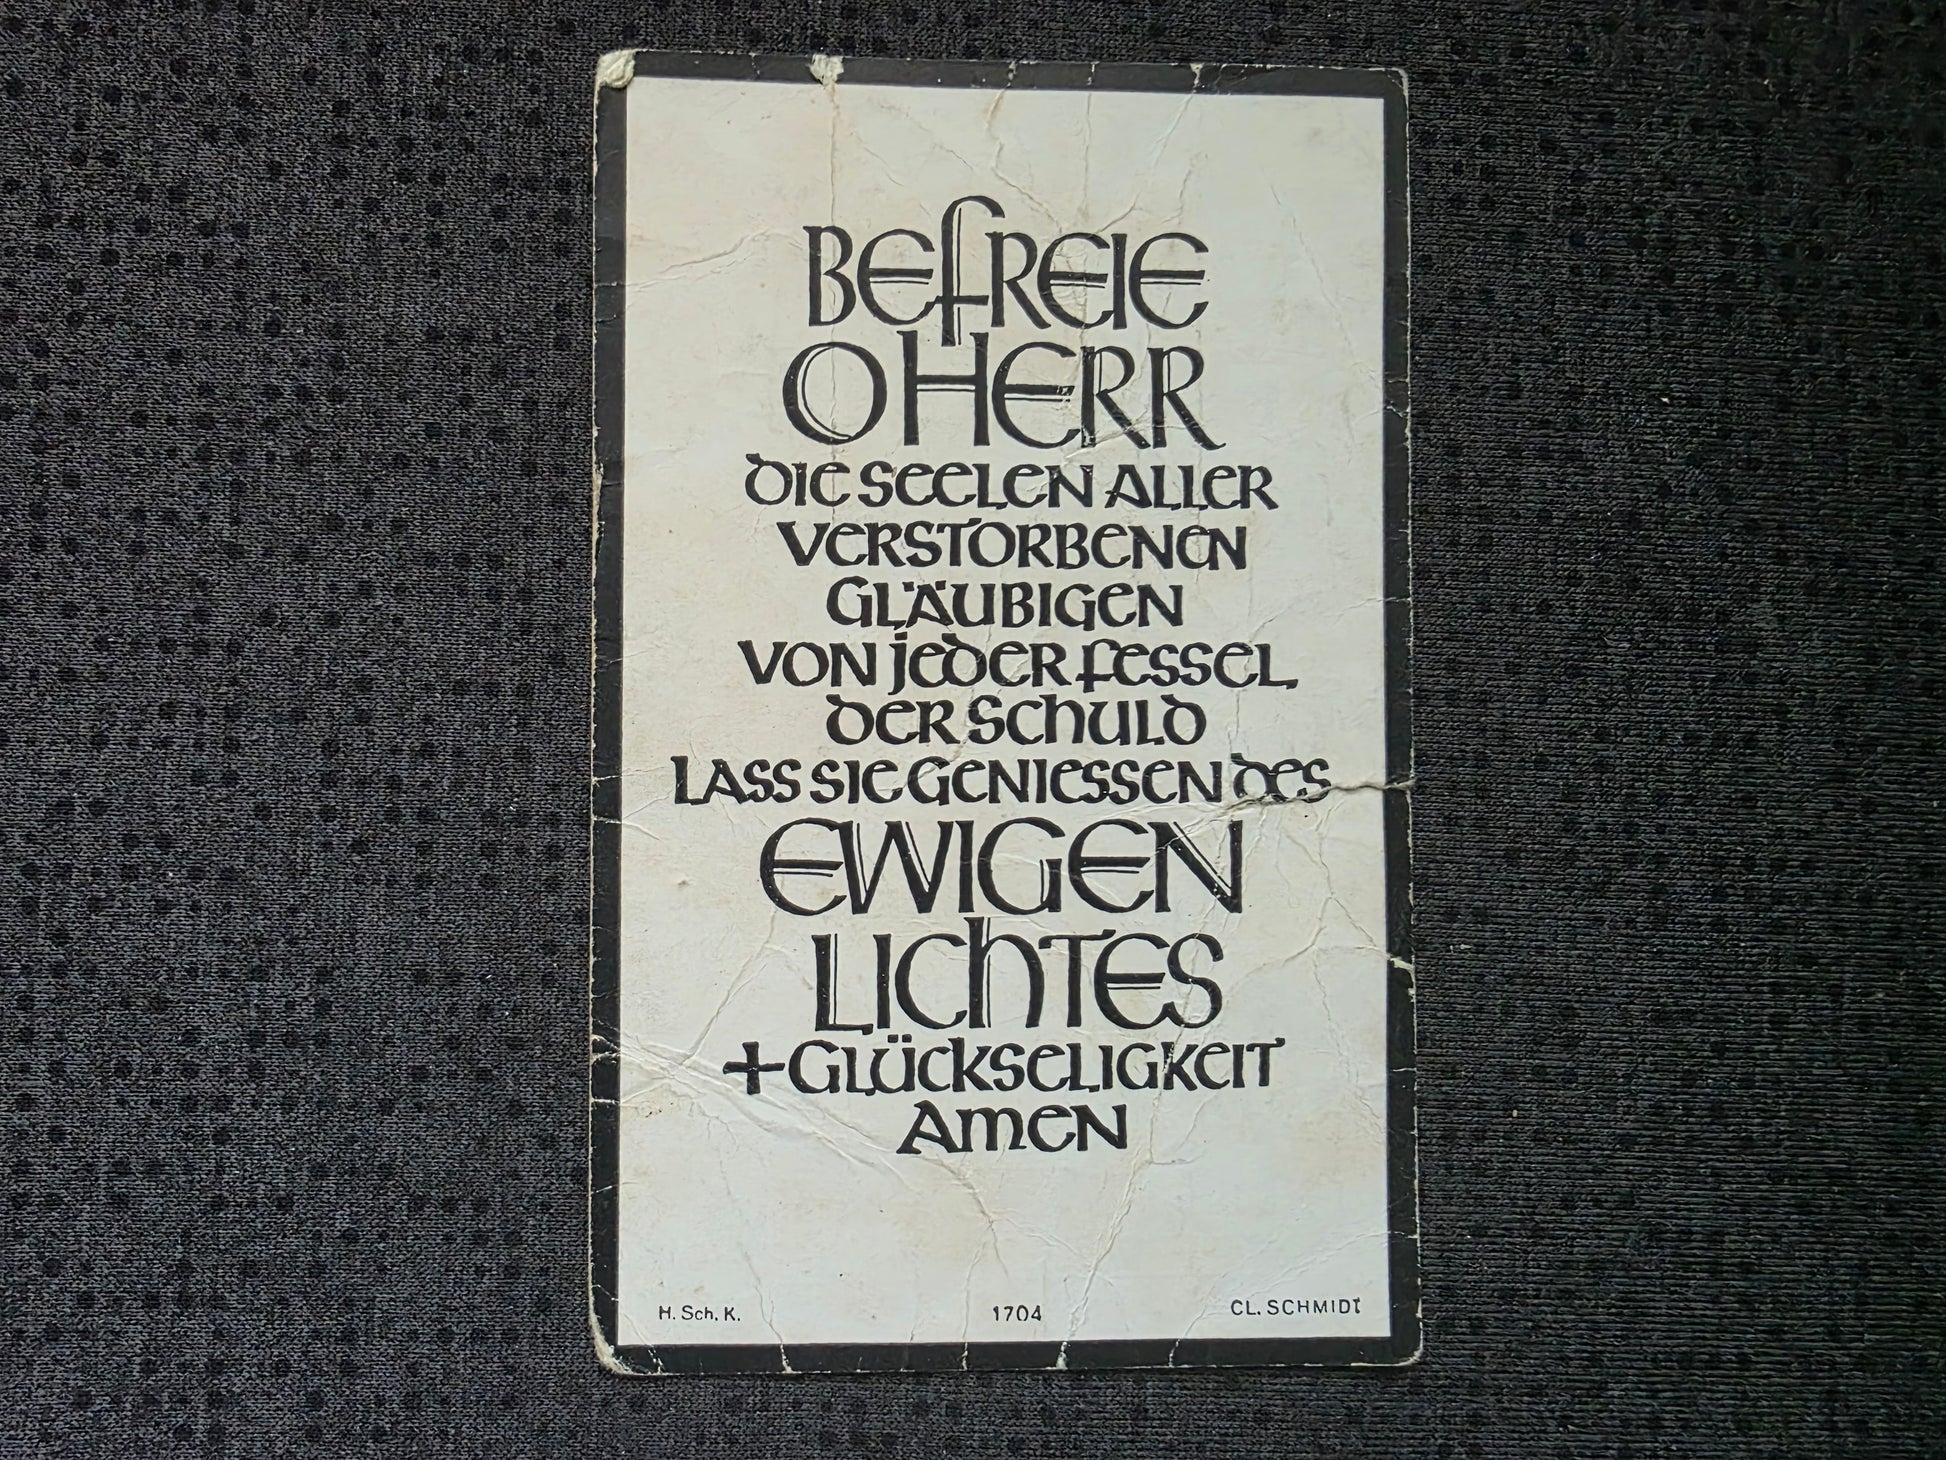 BEFREIE
O HERR
DIE SEELEN ALLER
VERSTORBENEN
GLÄUBIGEN
VON JEDER FESSEL
DER SCHULD
LASS SIE GENIESSEN DES
EWIGEN
LICHTES
+ GLÜCKSELIGKEIT
AMEN
H. Sch. K. 1704 CL. SCHMIDT